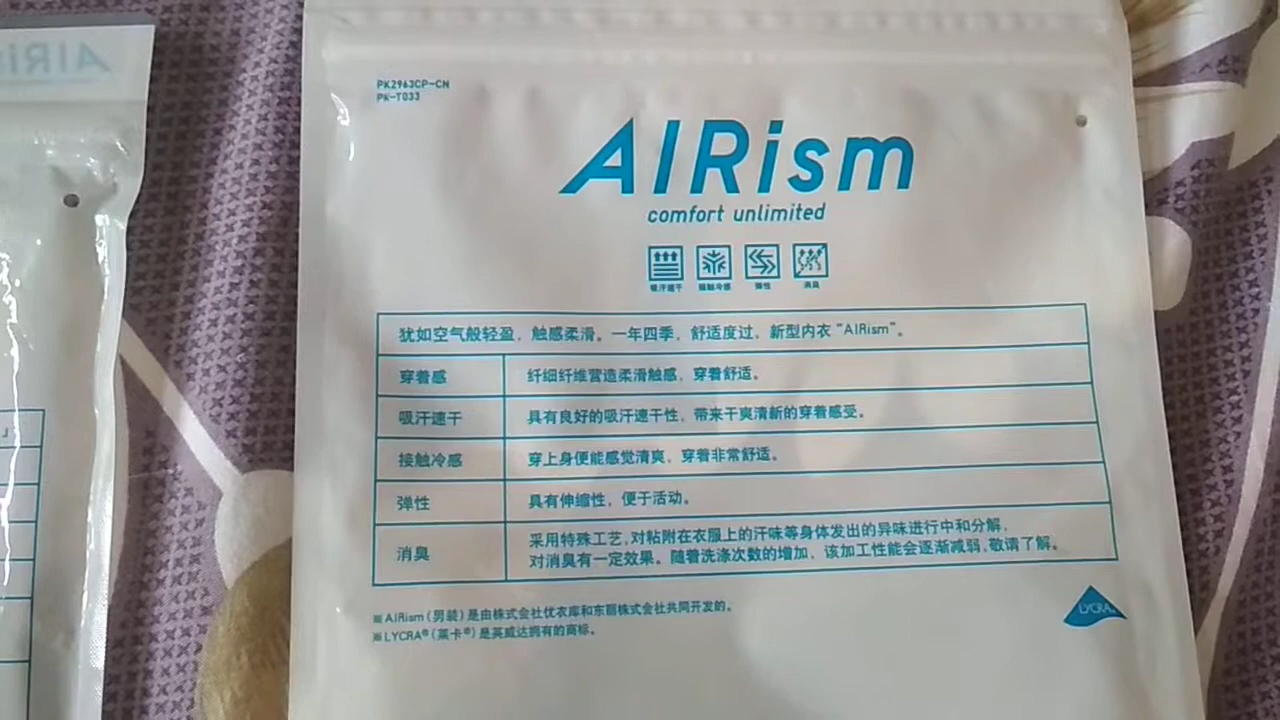 PK2963CP-CN
PK-T033
AIRism
comfort unlimited
吸汗速干 接触冷感 弹性 消臭
犹如空气般轻盈，触感柔滑。一年四季，舒适度过，新型内衣“AIRism”。
穿着感 纤细纤维营造柔滑触感，穿着舒适。
吸汗速干 具有良好的吸汗速干性，带来干爽清新的穿着感受。
接触冷感 穿上身便能感觉清爽，穿着非常舒适。
弹性 具有伸缩性，便于活动。
消臭 采用特殊工艺,对粘附在衣服上的汗味等身体发出的异味进行中和分解，
对消臭有一定效果。随着洗涤次数的增加，该加工性能会逐渐减弱,敬请了解。
※AIRism(男装)是由株式会社优衣库和东丽株式会社共同开发的。
※LYCRA®(莱卡®)是英威达拥有的商标。
LYCRA